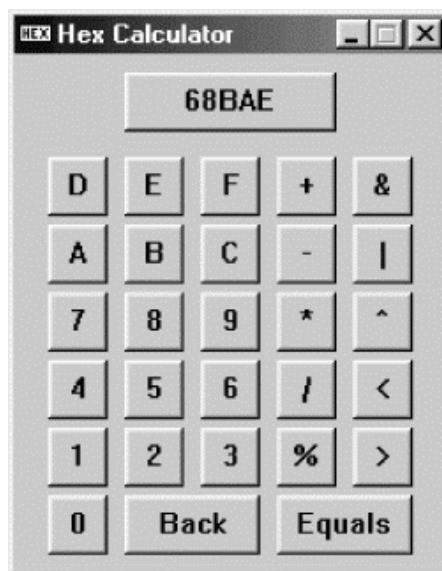 HEX Hex Calculator
68BAE
D E F + &
A B C - |
7 8 9 * ^
4 5 6 / <
1 2 3 % >
0 Back Equals